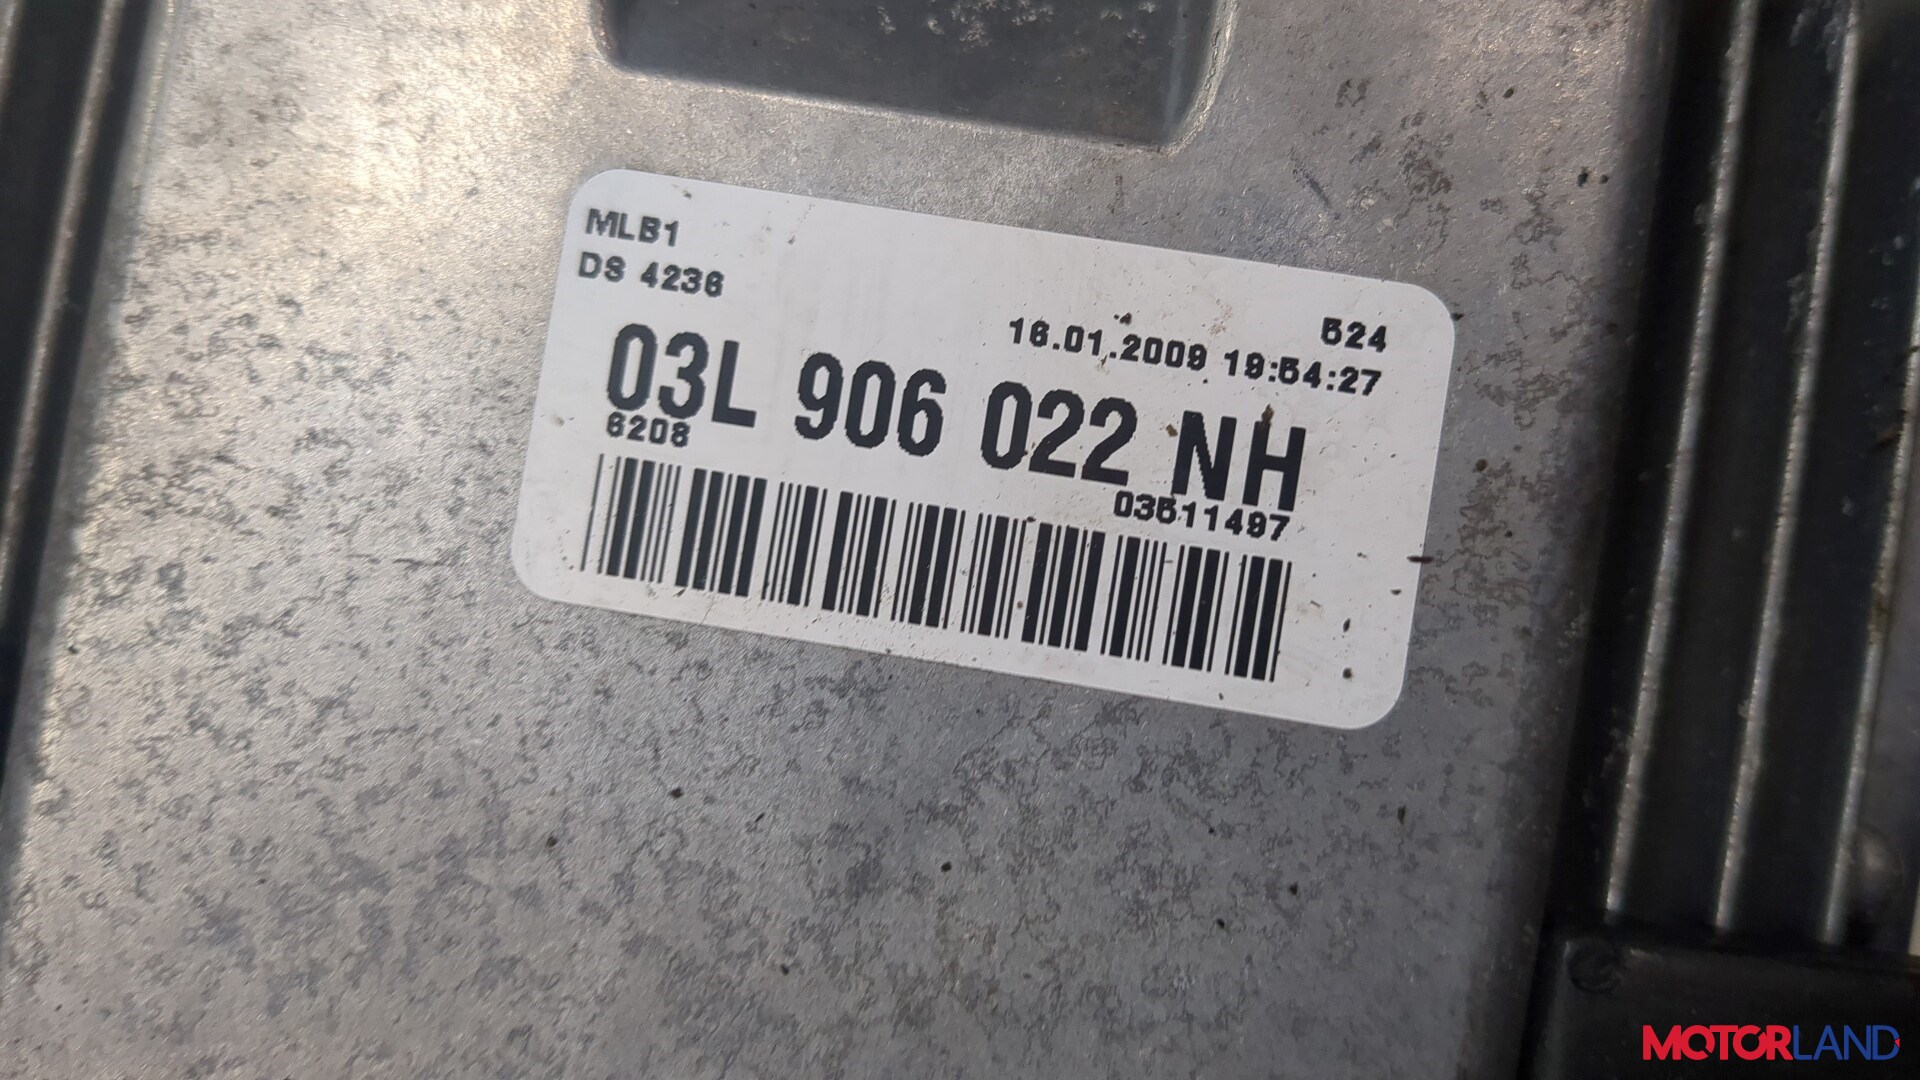 MLB1
DS 4236
524
16.01.2009 19:54:27
03L 906 022 NH
6208
03511497
MOTORLAND